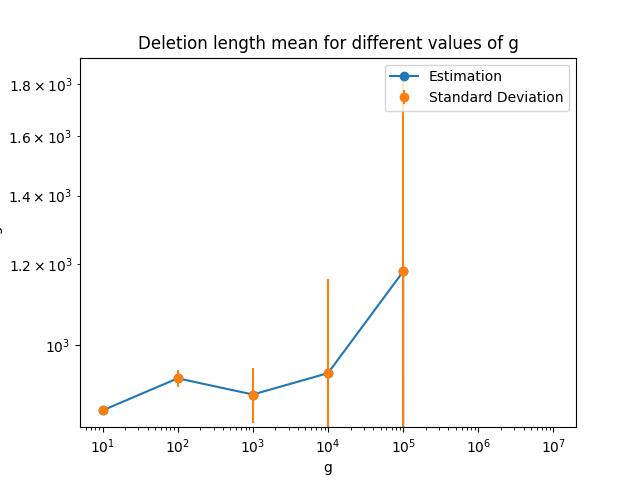 Deletion length mean for different values of g
Estimation
Standard Deviation
1.8 × 10³
1.6 × 10³
1.4 × 10³
1.2 × 10³
10³
10¹ 10² 10³ 10⁴ 10⁵ 10⁶ 10⁷
g